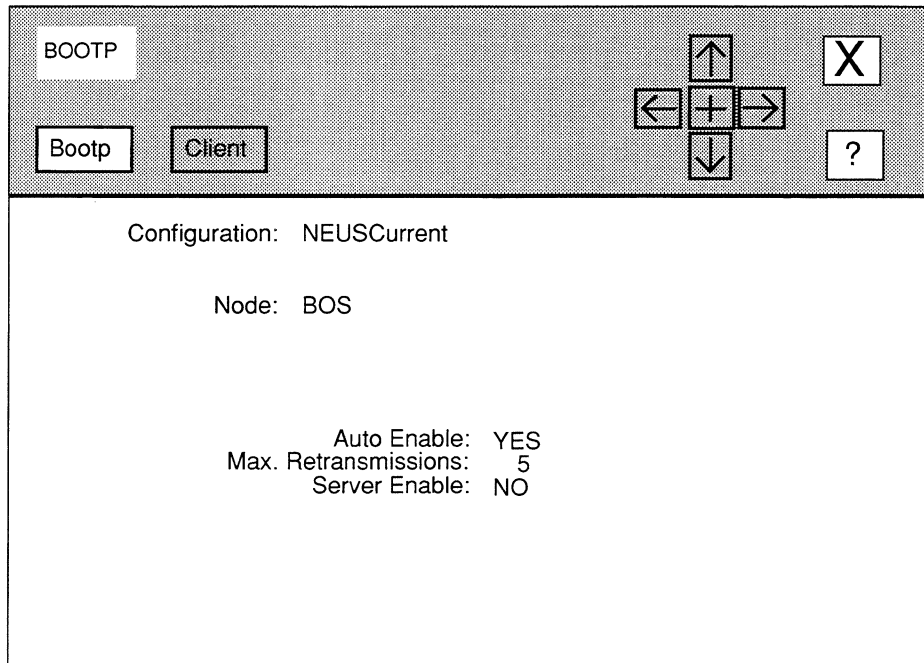 BOOTP
X
Bootp Client
?
Configuration: NEUSCurrent
Node: BOS
Auto Enable: YES
Max. Retransmissions: 5
Server Enable: NO